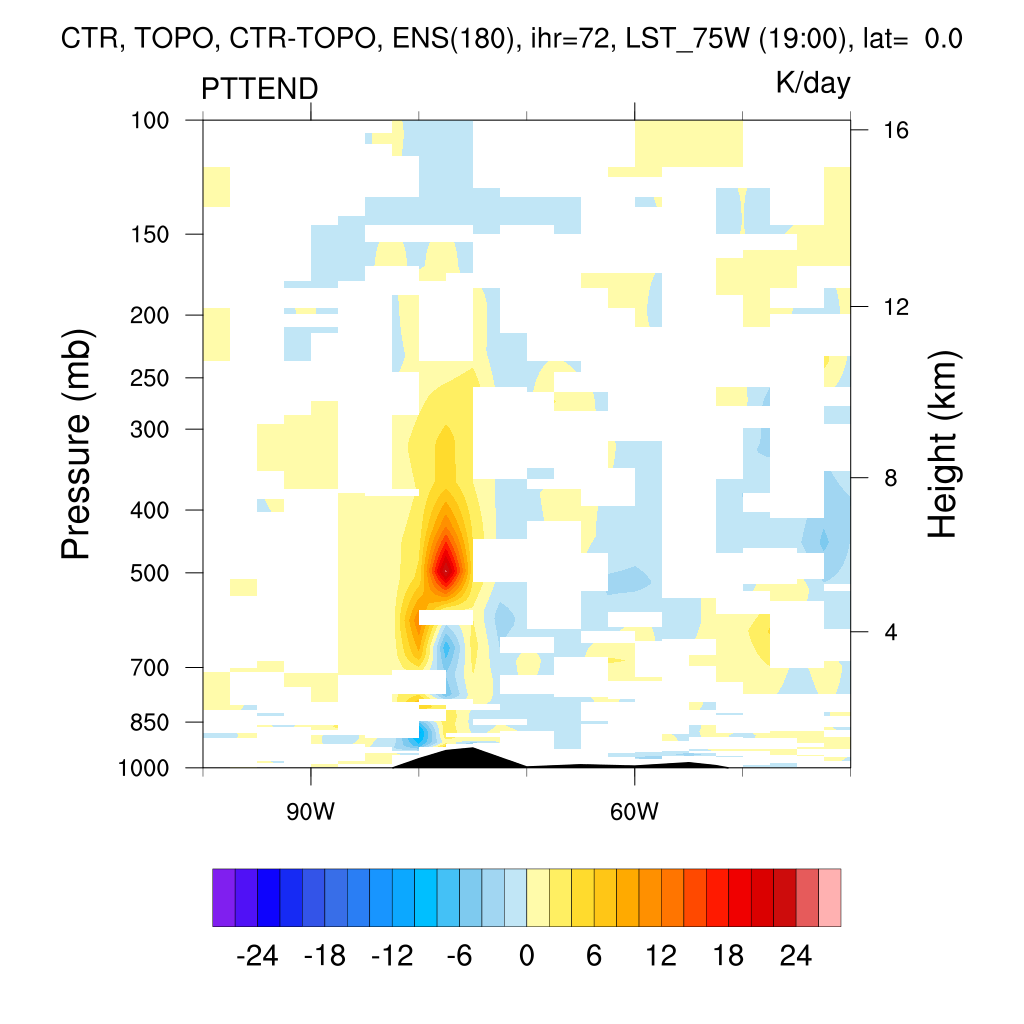 CTR, TOPO, CTR-TOPO, ENS(180), ihr=72, LST_75W (19:00), lat= 0.0
PTTEND K/day
100
150
200
250
300
400
500
700
850
1000
Pressure (mb)
16
12
8
4
Height (km)
90W 60W
-24 -18 -12 -6 0 6 12 18 24